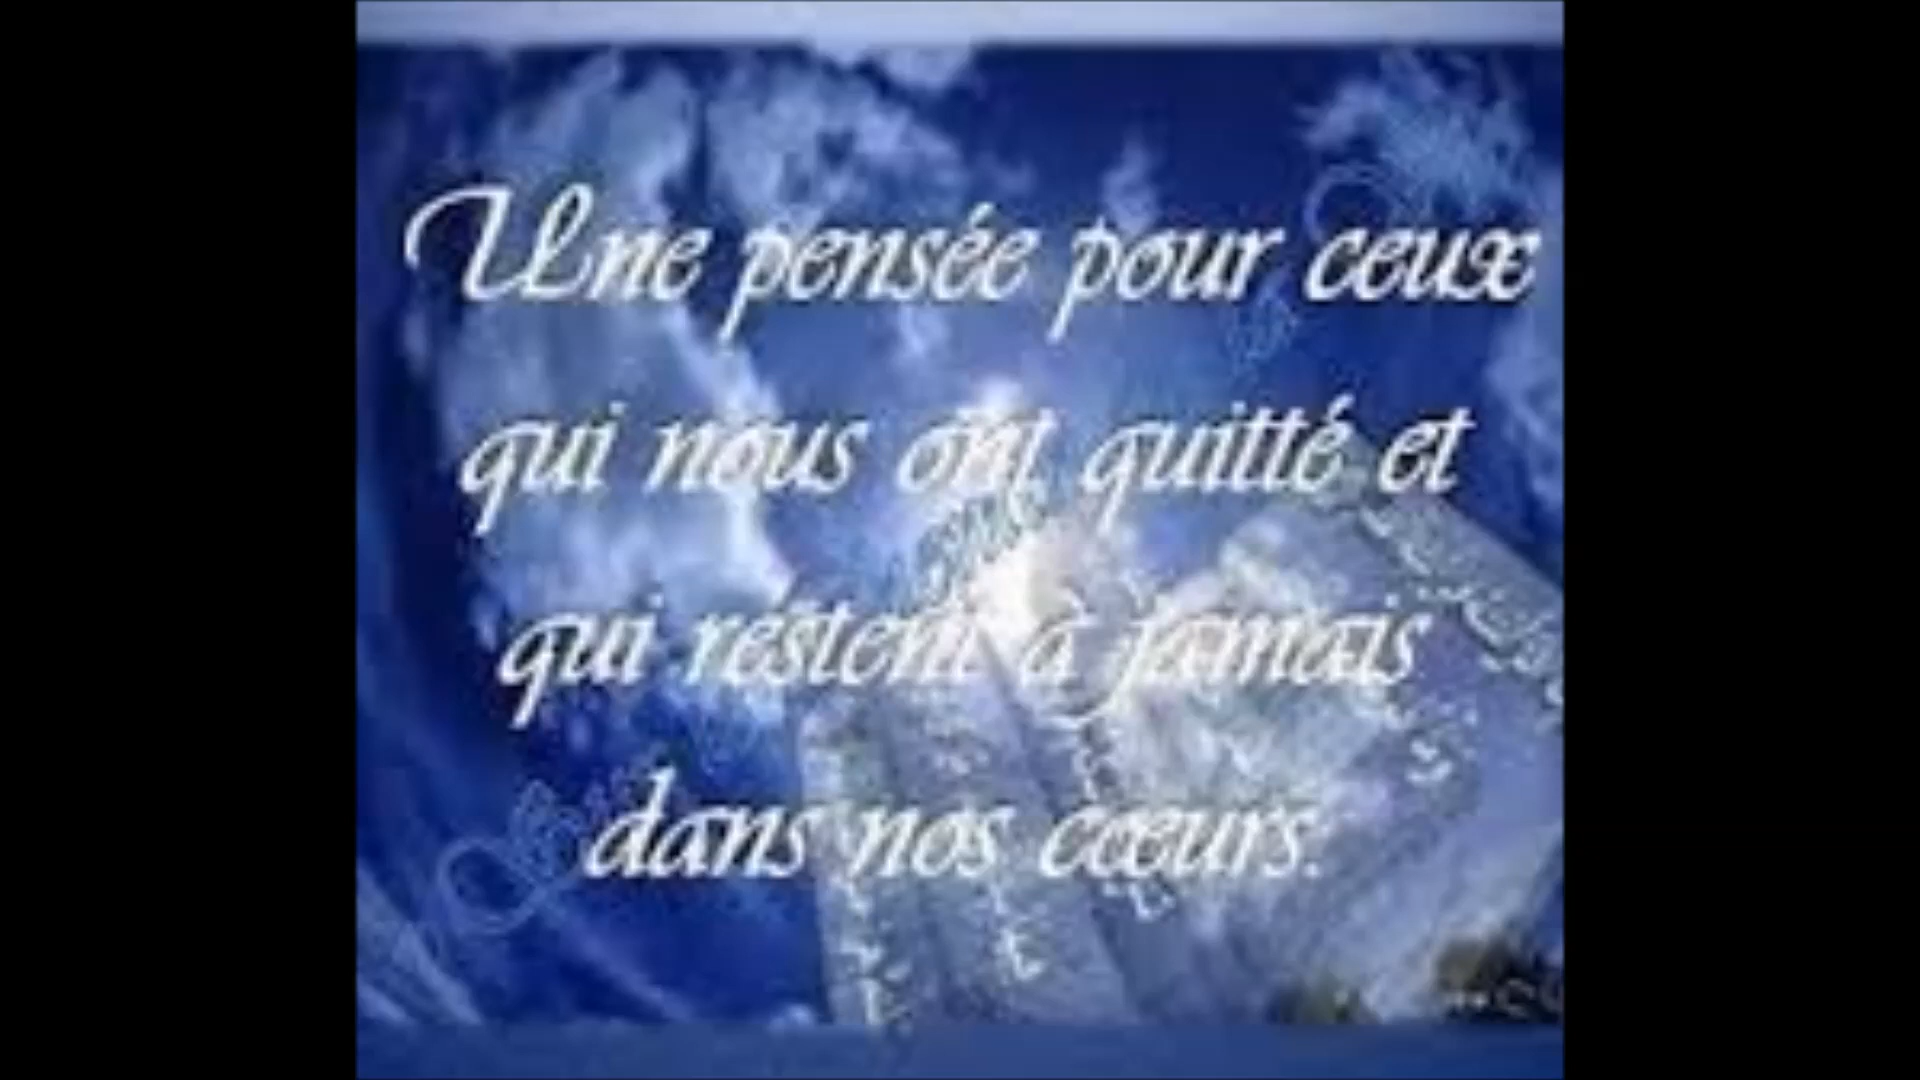 Une pensée pour ceux
qui nous ont quitté et
qui restent à jamais
dans nos cœurs.